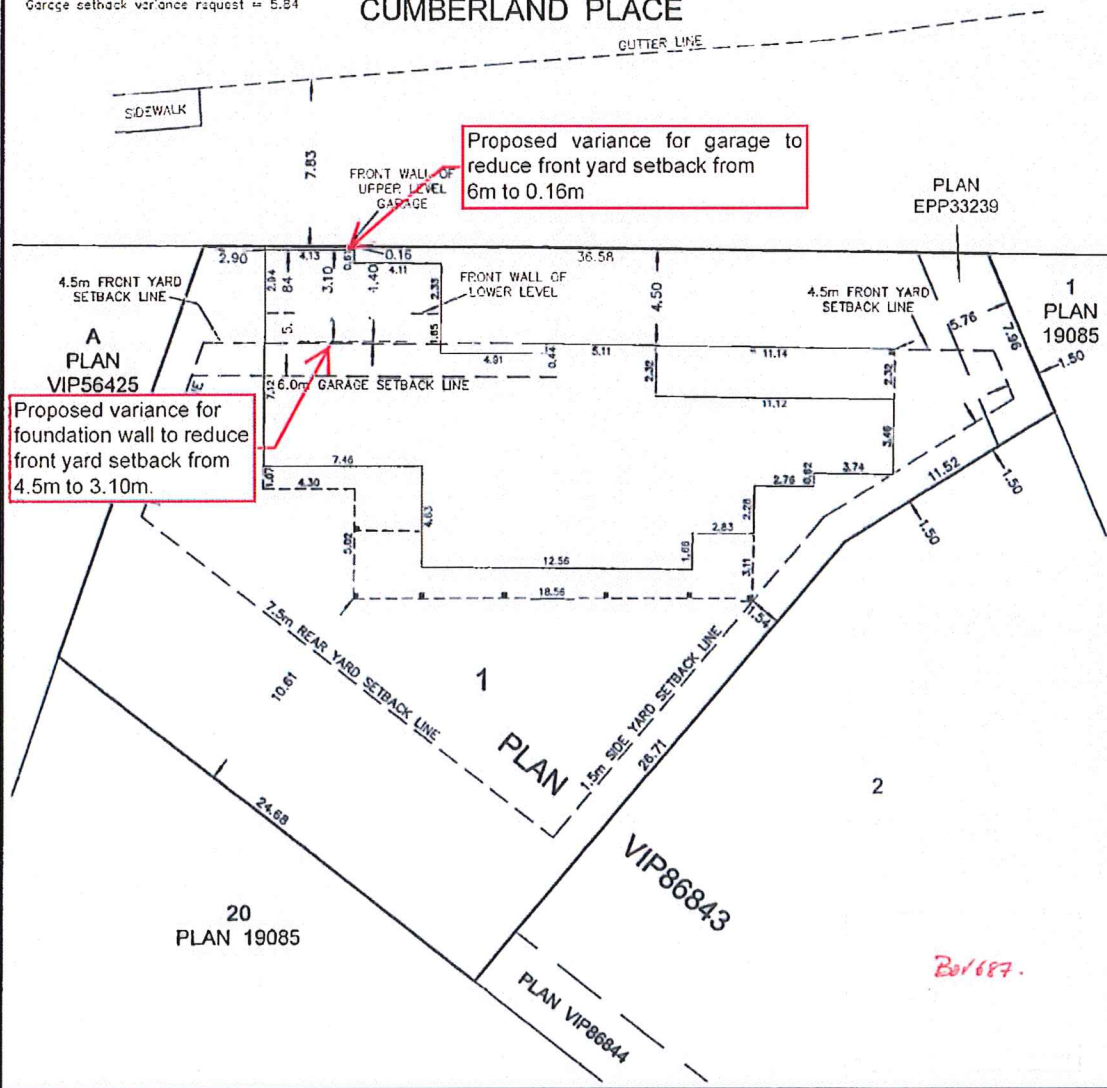 Garage setback variance request = 5.84
CUMBERLAND PLACE
GUTTER LINE
SIDEWALK
7.83
Proposed variance for garage to
reduce front yard setback from
6m to 0.16m
FRONT WALL OF
UPPER LEVEL
GARAGE
PLAN
EPP33239
2.90
4.13
0.16
36.58
4.11
4.5m FRONT YARD
SETBACK LINE
2.94
5.84
3.10
1.40
2.33
FRONT WALL OF
LOWER LEVEL
4.50
4.5m FRONT YARD
SETBACK LINE
5.76
7.96
1
PLAN
19085
1.50
A
PLAN
VIP56425
1.65
4.91
0.44
5.11
11.14
2.32
2.32
7.12
6.0m GARAGE SETBACK LINE
11.12
Proposed variance for
foundation wall to reduce
front yard setback from
4.5m to 3.10m.
3.46
7.46
1.07
4.30
2.76
0.62
3.74
11.52
1.50
4.63
2.28
1.50
5.02
2.83
1.66
12.56
3.11
18.56
1.54
7.5m REAR YARD SETBACK LINE
10.61
1
PLAN
1.5m SIDE YARD SETBACK LINE
26.71
2
24.68
VIP86843
20
PLAN 19085
PLAN VIP86844